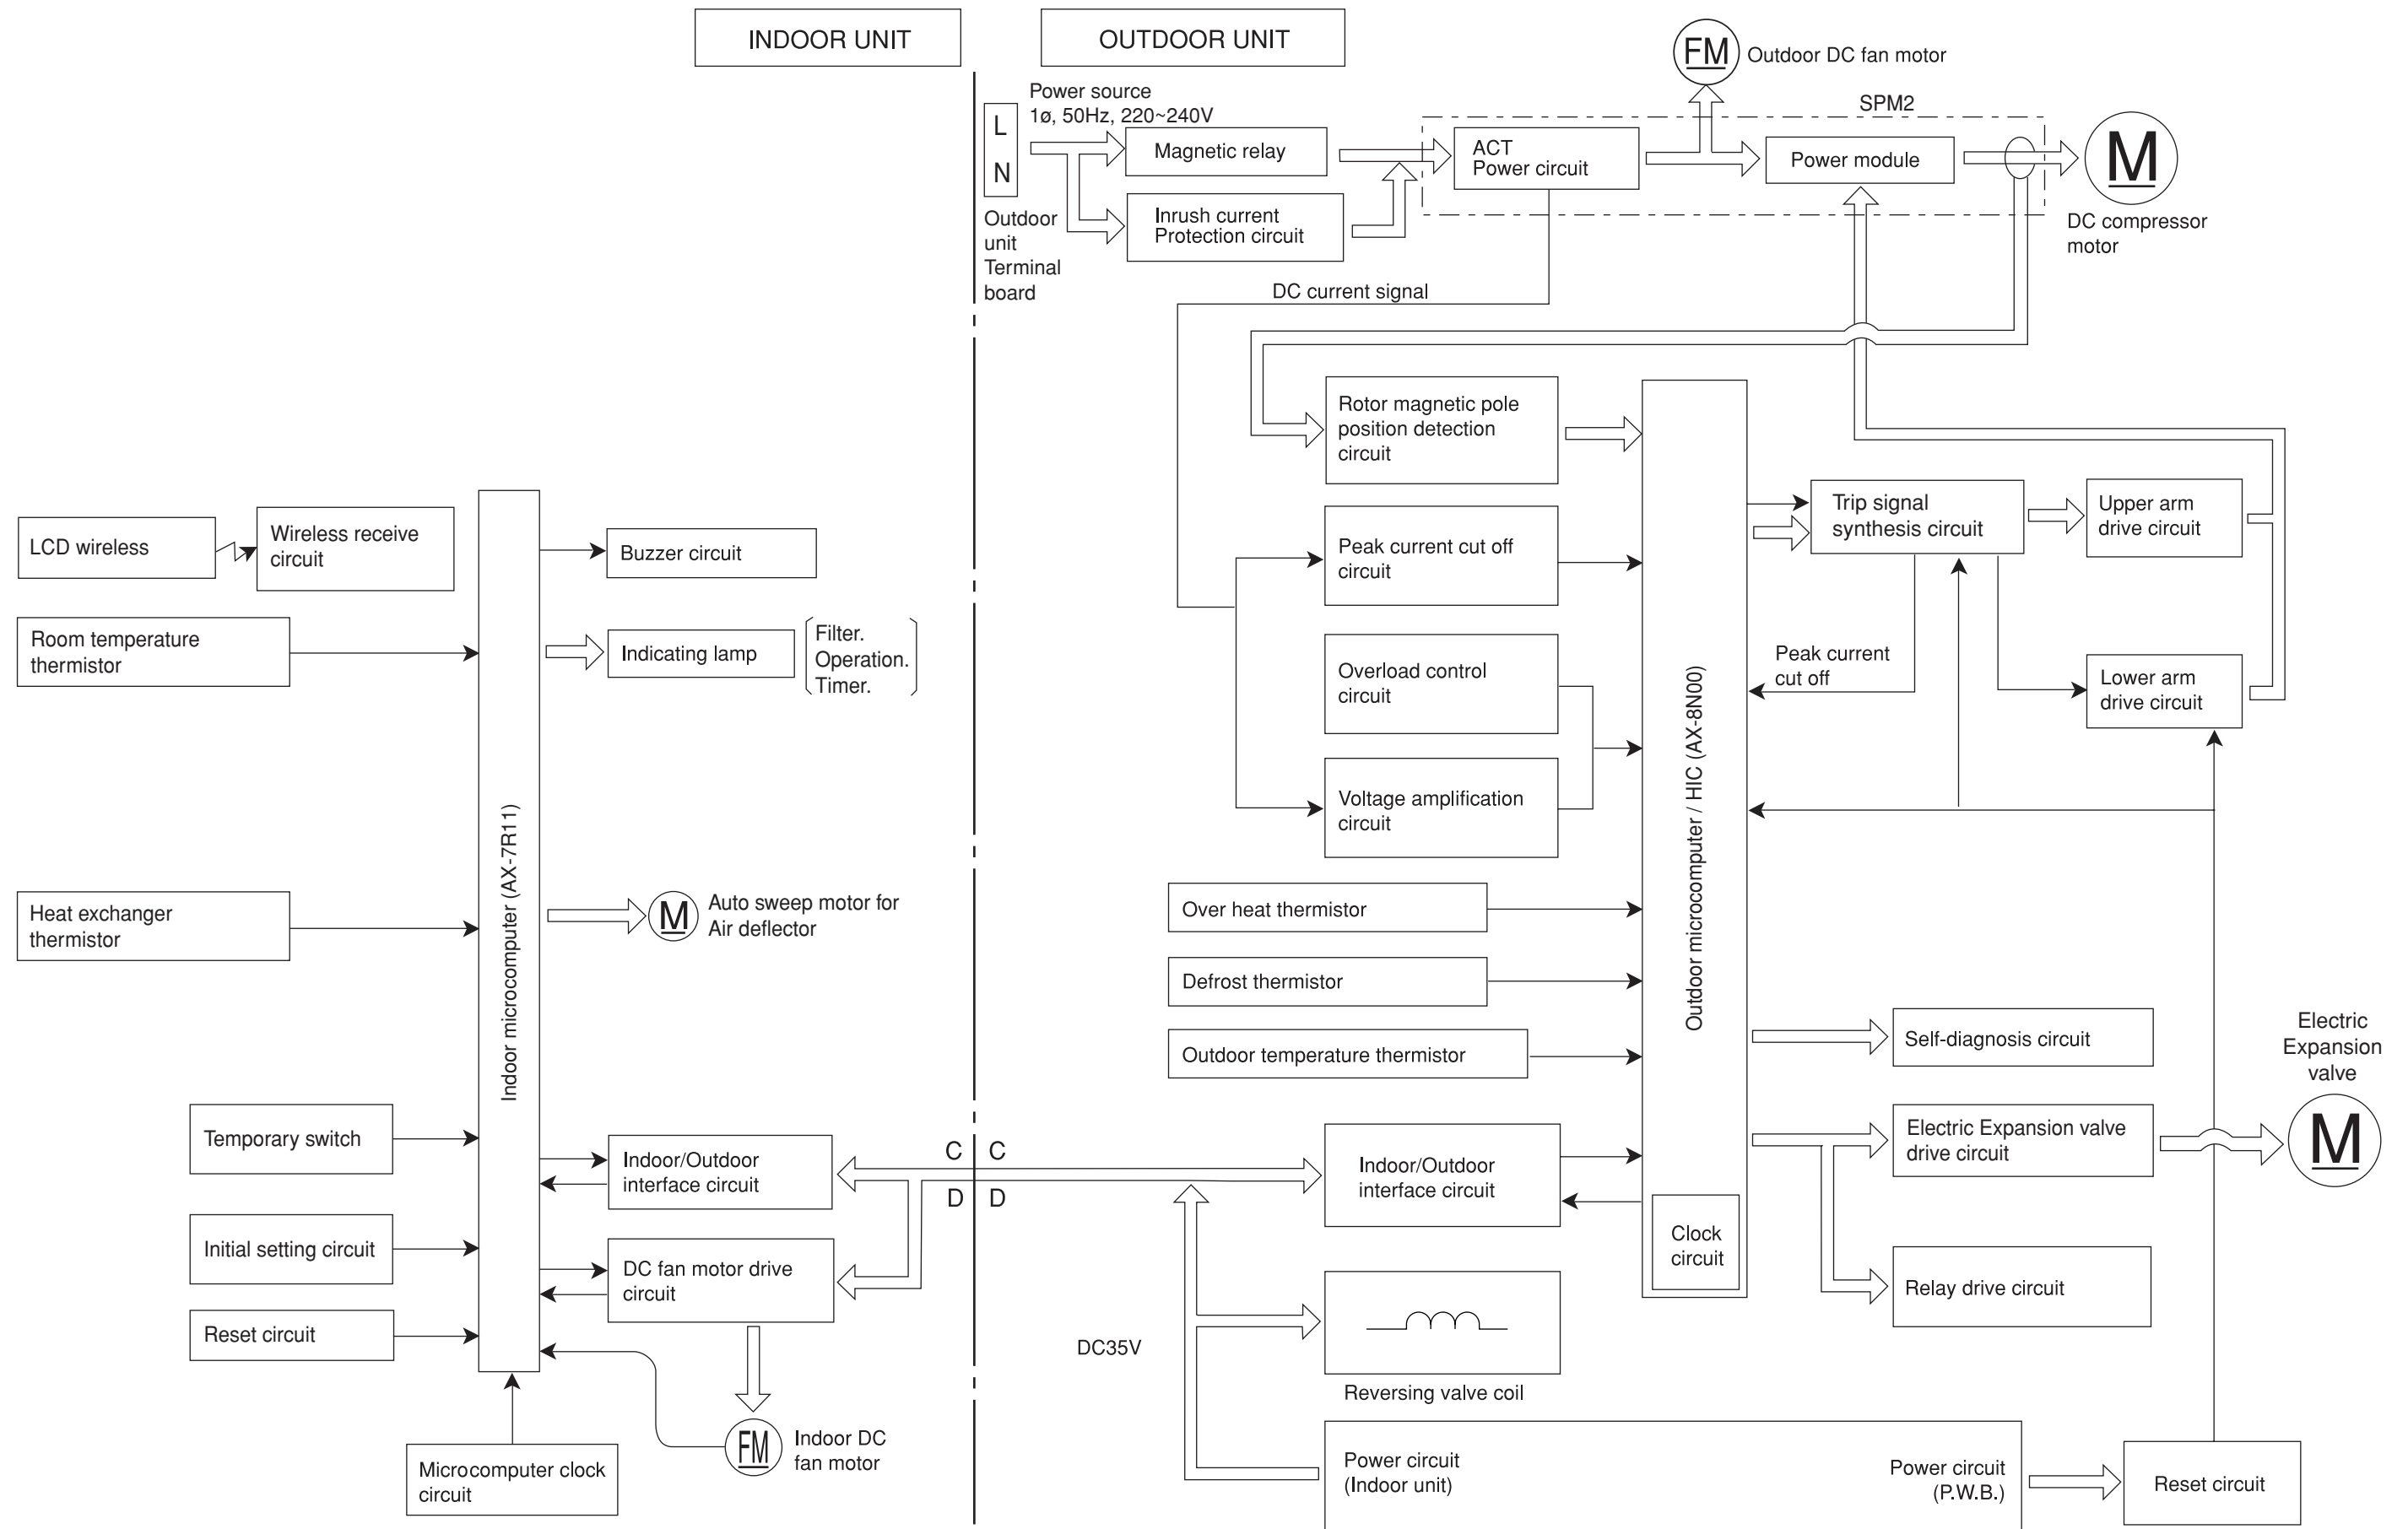 INDOOR UNIT
OUTDOOR UNIT
FM
Outdoor DC fan motor
Power source
1ø, 50Hz, 220~240V
SPM2
L
N
Magnetic relay
ACT
Power circuit
Power module
M
DC compressor
motor
Outdoor
unit
Terminal
board
Inrush current
Protection circuit
DC current signal
Rotor magnetic pole
position detection
circuit
Peak current cut off
circuit
Overload control
circuit
Voltage amplification
circuit
Outdoor microcomputer / HIC (AX-8N00)
Trip signal
synthesis circuit
Upper arm
drive circuit
Peak current
cut off
Lower arm
drive circuit
LCD wireless
Wireless receive
circuit
Indoor microcomputer (AX-7R11)
Buzzer circuit
Room temperature
thermistor
Indicating lamp
Filter.
Operation.
Timer.
Heat exchanger
thermistor
M
Auto sweep motor for
Air deflector
Over heat thermistor
Defrost thermistor
Outdoor temperature thermistor
Self-diagnosis circuit
Electric
Expansion
valve
M
Temporary switch
Indoor/Outdoor
interface circuit
C C
D D
Indoor/Outdoor
interface circuit
Electric Expansion valve
drive circuit
Clock
circuit
Initial setting circuit
DC fan motor drive
circuit
Relay drive circuit
Reset circuit
DC35V
Reversing valve coil
Microcomputer clock
circuit
FM
Indoor DC
fan motor
Power circuit
(Indoor unit)
Power circuit
(P.W.B.)
Reset circuit